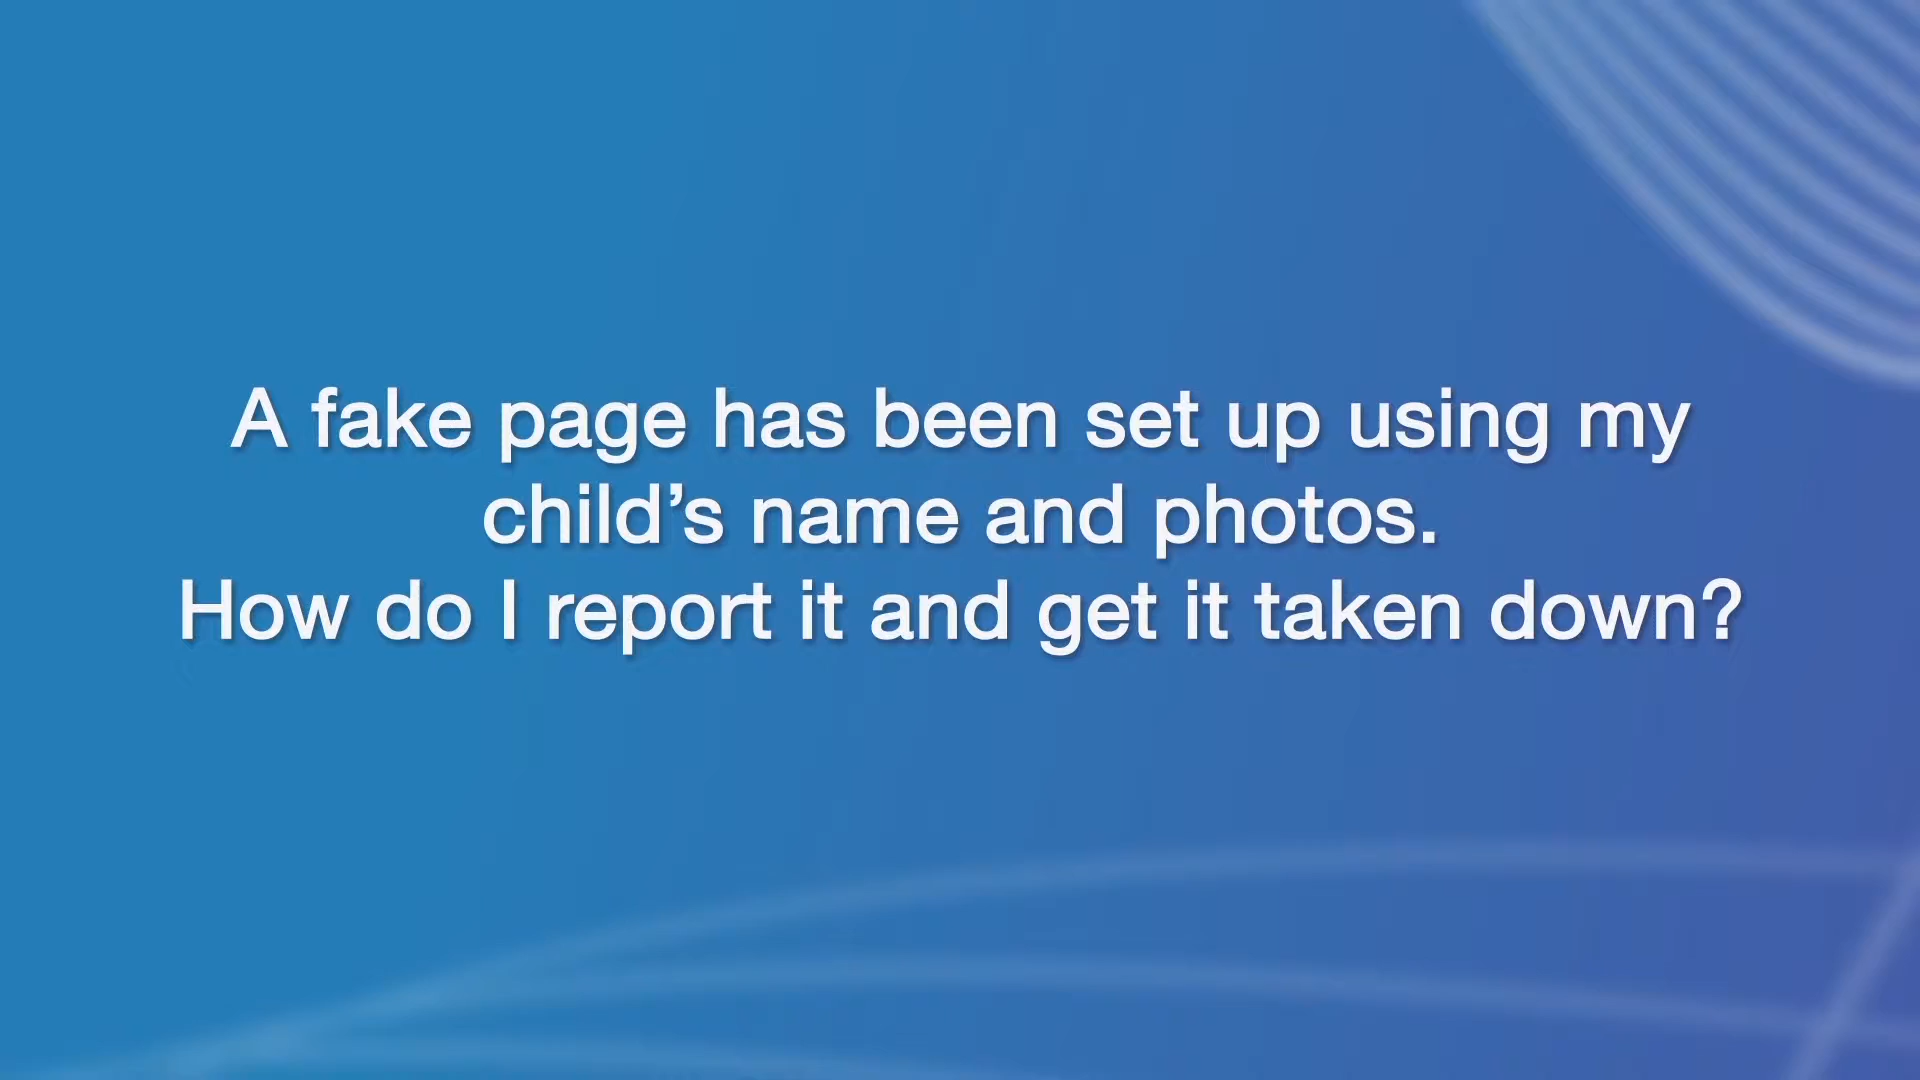 A fake page has been set up using my
child’s name and photos.
How do I report it and get it taken down?